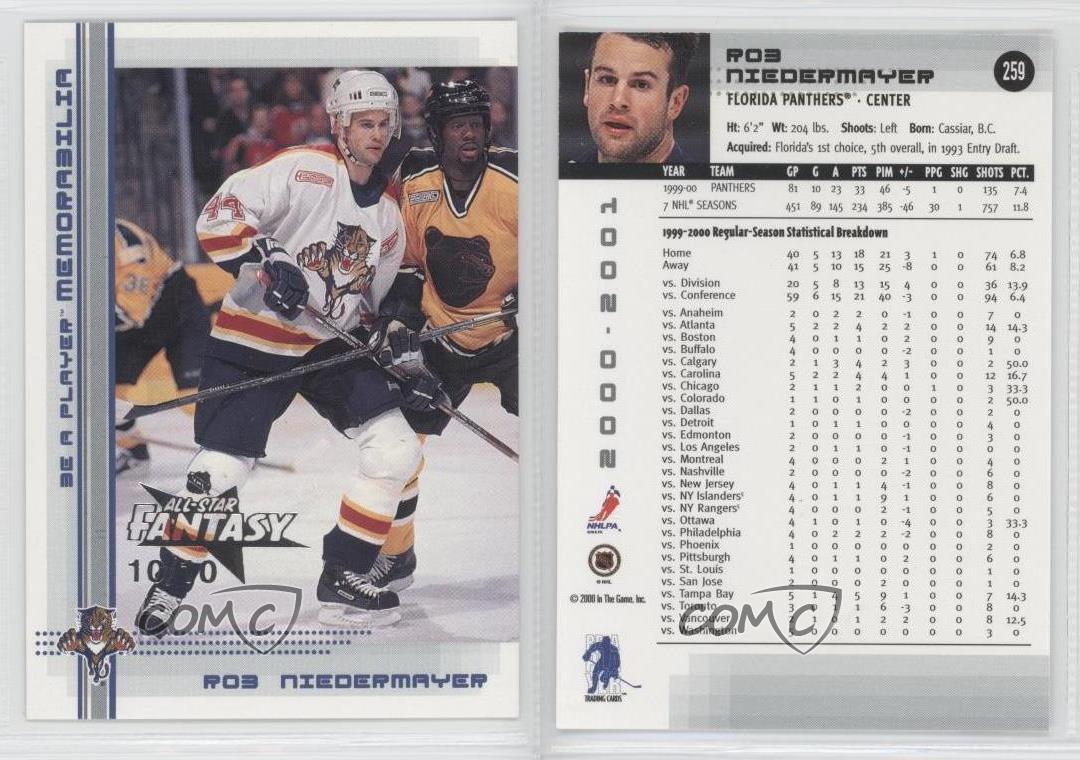 BE A PLAYER™ MEMORABILIA
44
36
ALL-STAR
FANTASY
10/10
COMC
ROB NIEDERMAYER
ROB
NIEDERMAYER
259
FLORIDA PANTHERS® · CENTER
Ht: 6'2" Wt: 204 lbs. Shoots: Left Born: Cassiar, B.C.
Acquired: Florida's 1st choice, 5th overall, in 1993 Entry Draft.
YEAR TEAM GP G A PTS PIM +/- PPG SHG SHOTS PCT.
1999-00 PANTHERS 81 10 23 33 46 -5 1 0 135 7.4
7 NHL® SEASONS 451 89 145 234 385 -46 30 1 757 11.8
1999-2000 Regular-Season Statistical Breakdown
Home 40 5 13 18 21 3 1 0 74 6.8
Away 41 5 10 15 25 -8 0 0 61 8.2
vs. Division 20 5 8 13 15 4 0 0 36 13.9
vs. Conference 59 6 15 21 40 -3 0 0 94 6.4
vs. Anaheim 2 0 2 2 0 -1 0 0 7 0
vs. Atlanta 5 2 2 4 2 2 0 0 14 14.3
vs. Boston 4 0 1 1 0 2 0 0 9 0
vs. Buffalo 4 0 0 0 0 -2 0 0 1 0
vs. Calgary 2 1 3 4 2 3 0 0 2 50.0
vs. Carolina 5 2 2 4 4 1 0 0 12 16.7
vs. Chicago 2 1 1 2 0 0 1 0 3 33.3
vs. Colorado 1 1 0 1 0 0 0 0 2 50.0
vs. Dallas 2 0 0 0 0 -2 0 0 2 0
vs. Detroit 1 0 1 1 0 0 0 0 4 0
vs. Edmonton 2 0 0 0 0 -1 0 0 3 0
vs. Los Angeles 2 0 1 1 0 -1 0 0 0 0
vs. Montreal 4 0 0 0 2 1 0 0 4 0
vs. Nashville 2 0 0 0 0 -2 0 0 6 0
vs. New Jersey 4 0 1 1 4 -1 0 0 8 0
vs. NY Islanders® 4 0 1 1 9 1 0 0 6 0
vs. NY Rangers® 4 0 0 0 2 -1 0 0 5 0
vs. Ottawa 4 1 0 1 0 -4 0 0 3 33.3
vs. Philadelphia 4 0 2 2 2 -2 0 0 8 0
vs. Phoenix 1 0 0 0 0 0 0 0 2 0
vs. Pittsburgh 4 0 1 1 0 2 0 0 6 0
vs. St. Louis 1 0 0 0 0 0 0 0 1 0
vs. San Jose 2 0 0 0 2 0 0 0 1 0
vs. Tampa Bay 5 1 4 5 9 1 0 0 7 14.3
vs. Toronto 3 0 1 1 6 -3 0 0 8 0
vs. Vancouver 2 1 0 1 2 2 0 0 8 12.5
vs. Washington 5 0 0 0 0 0 0 3 0
2000-2001
NHLPA
© NHL
© 2000 In The Game, Inc.
BE A
PLAYER
TRADING CARDS
COMC